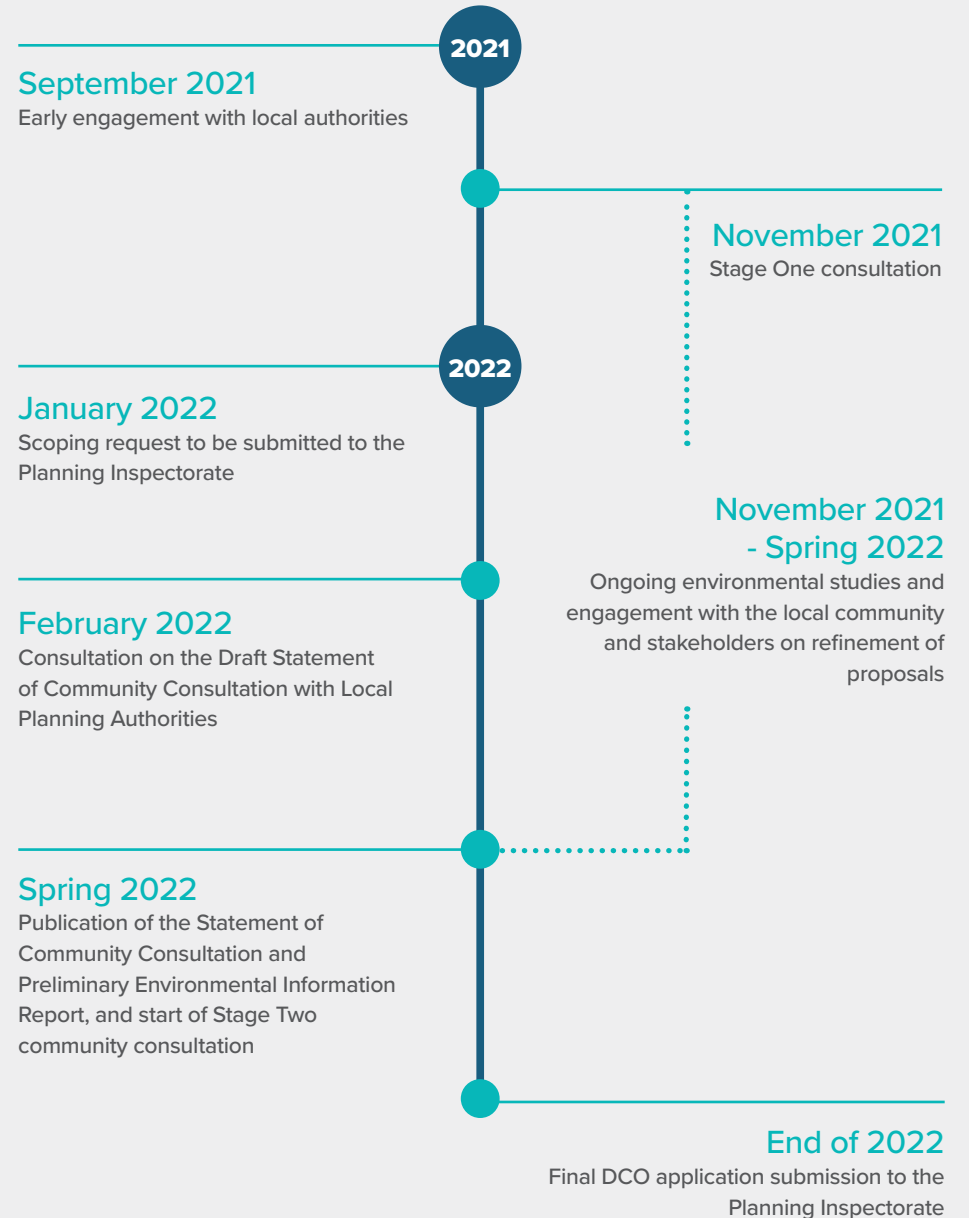 2021
September 2021
Early engagement with local authorities
November 2021
Stage One consultation
2022
January 2022
Scoping request to be submitted to the
Planning Inspectorate
November 2021
- Spring 2022
Ongoing environmental studies and
engagement with the local community
and stakeholders on refinement of
proposals
February 2022
Consultation on the Draft Statement
of Community Consultation with Local
Planning Authorities
Spring 2022
Publication of the Statement of
Community Consultation and
Preliminary Environmental Information
Report, and start of Stage Two
community consultation
End of 2022
Final DCO application submission to the
Planning Inspectorate